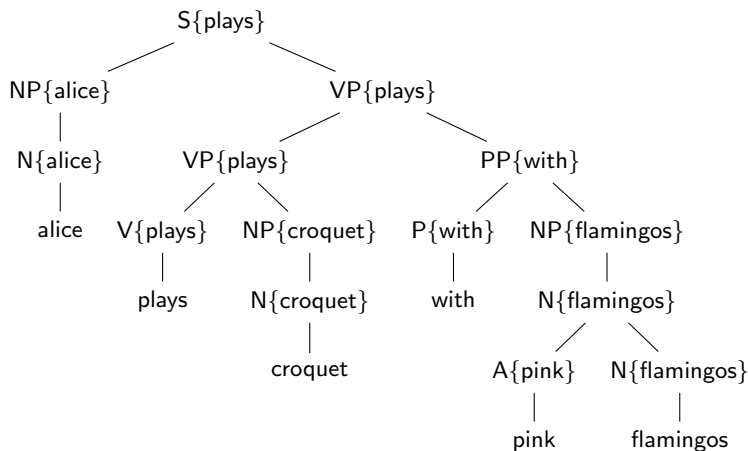 S{plays}
NP{alice} VP{plays}
N{alice} VP{plays} PP{with}
alice V{plays} NP{croquet} P{with} NP{flamingos}
plays N{croquet} with N{flamingos}
croquet A{pink} N{flamingos}
pink flamingos